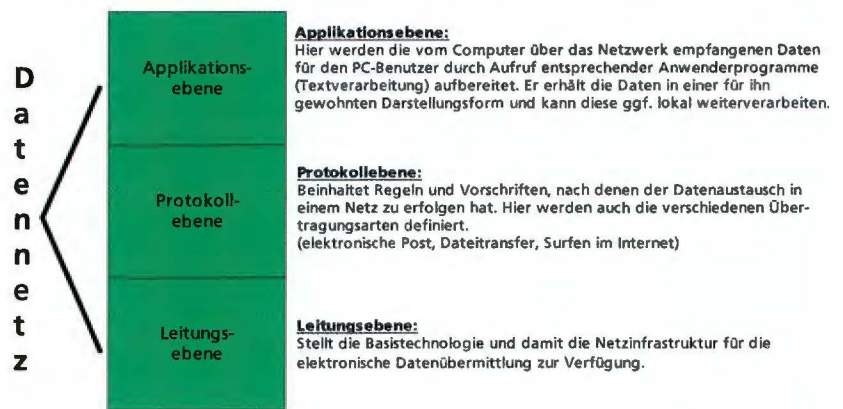 Datennetz
Applikations-
ebene
Applikationsebene:
Hier werden die vom Computer über das Netzwerk empfangenen Daten
für den PC-Benutzer durch Aufruf entsprechender Anwenderprogramme
(Textverarbeitung) aufbereitet. Er erhält die Daten in einer für ihn
gewohnten Darstellungsform und kann diese ggf. lokal weiterverarbeiten.
Protokoll-
ebene
Protokollebene:
Beinhaltet Regeln und Vorschriften, nach denen der Datenaustausch in
einem Netz zu erfolgen hat. Hier werden auch die verschiedenen Über-
tragungsarten definiert.
(elektronische Post, Dateitransfer, Surfen im Internet)
Leitungs-
ebene
Leitungsebene:
Stellt die Basistechnologie und damit die Netzinfrastruktur für die
elektronische Datenübermittlung zur Verfügung.